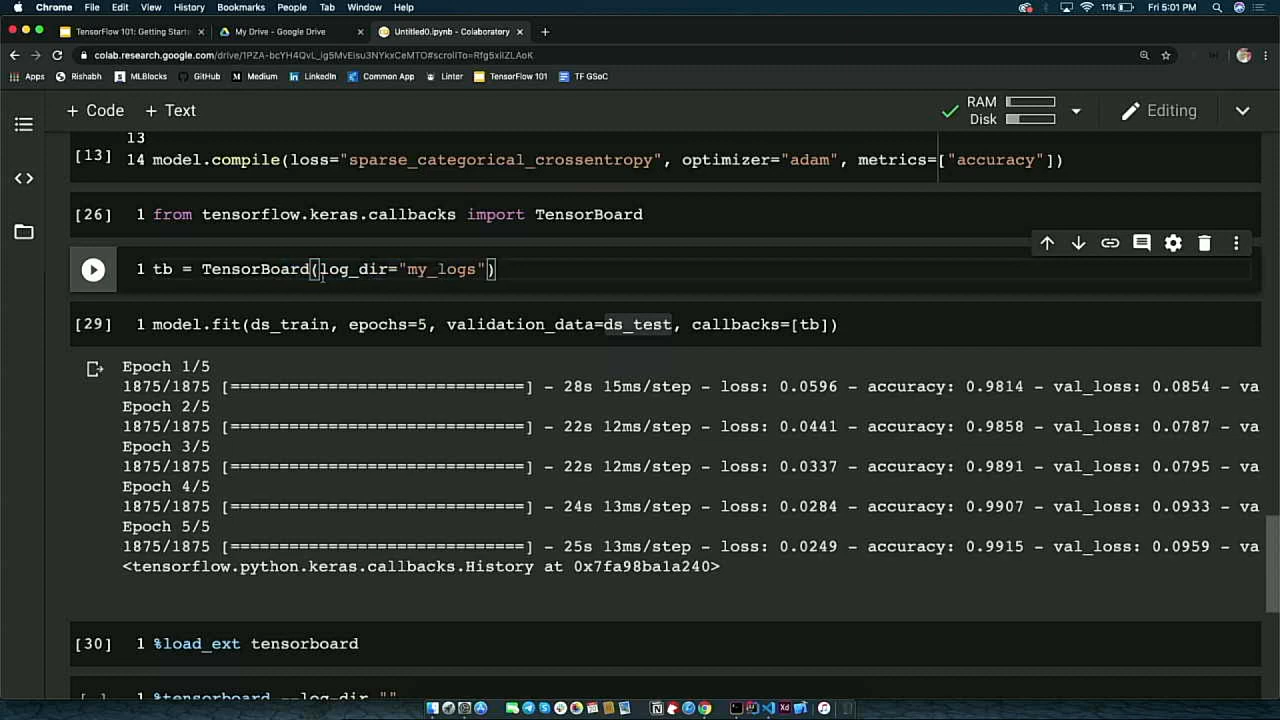 Chrome File Edit View History Bookmarks People Tab Window Help 11% Fri 5:01 PM
TensorFlow 101: Getting Start My Drive - Google Drive Untitled0.ipynb - Colaboratory
Apps Rishabh MLBlocks GitHub Medium LinkedIn Common App Linter TensorFlow 101 TF GSoC
+ Code + Text RAM Disk Editing
13
[13] 14 model.compile(loss="sparse_categorical_crossentropy", optimizer="adam", metrics=["accuracy"])
[26] 1 from tensorflow.keras.callbacks import TensorBoard
1 tb = TensorBoard(log_dir="my_logs")
[29] 1 model.fit(ds_train, epochs=5, validation_data=ds_test, callbacks=[tb])
Epoch 1/5
1875/1875 [==============================] - 28s 15ms/step - loss: 0.0596 - accuracy: 0.9814 - val_loss: 0.0854 - va
Epoch 2/5
1875/1875 [==============================] - 22s 12ms/step - loss: 0.0441 - accuracy: 0.9858 - val_loss: 0.0787 - va
Epoch 3/5
1875/1875 [==============================] - 22s 12ms/step - loss: 0.0337 - accuracy: 0.9891 - val_loss: 0.0795 - va
Epoch 4/5
1875/1875 [==============================] - 24s 13ms/step - loss: 0.0284 - accuracy: 0.9907 - val_loss: 0.0933 - va
Epoch 5/5
1875/1875 [==============================] - 25s 13ms/step - loss: 0.0249 - accuracy: 0.9915 - val_loss: 0.0959 - va
<tensorflow.python.keras.callbacks.History at 0x7fa98ba1a240>
[30] 1 %load_ext tensorboard
[ ] 1 %tensorboard --log-dir ""